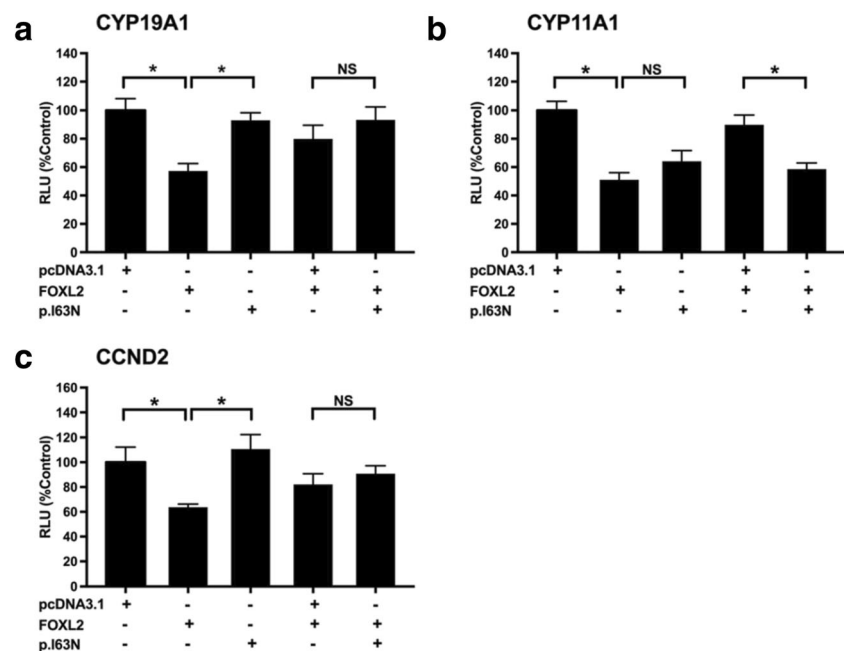 a CYP19A1
140
120
100
80
60
40
20
0
RLU (%Control)
* * NS
pcDNA3.1 + - - + -
FOXL2 - + - + +
p.I63N - - + - +
b CYP11A1
140
120
100
80
60
40
20
0
RLU (%Control)
* NS *
pcDNA3.1 + - - + -
FOXL2 - + - + +
p.I63N - - + - +
c CCND2
160
140
120
100
80
60
40
20
0
RLU (%Control)
* * NS
pcDNA3.1 + - - + -
FOXL2 - + - + +
p.I63N - - + - +